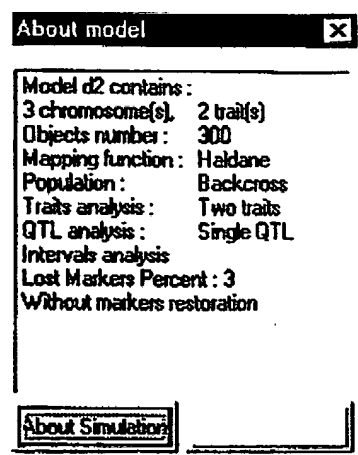 About model
Model d2 contains :
3 chromosome(s), 2 trait(s)
Objects number : 300
Mapping function : Haldane
Population : Backcross
Traits analysis : Two traits
QTL analysis : Single QTL
Intervals analysis
Lost Markers Percent : 3
Without markers restoration
About Simulation